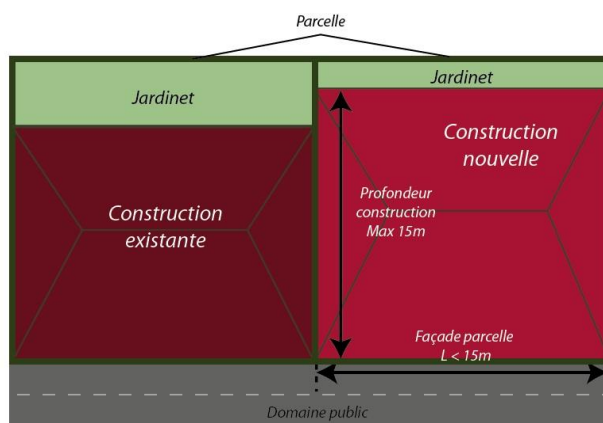 Parcelle
Jardinet
Jardinet
Construction
nouvelle
Construction
existante
Profondeur
construction
Max 15m
Façade parcelle
L < 15m
Domaine public